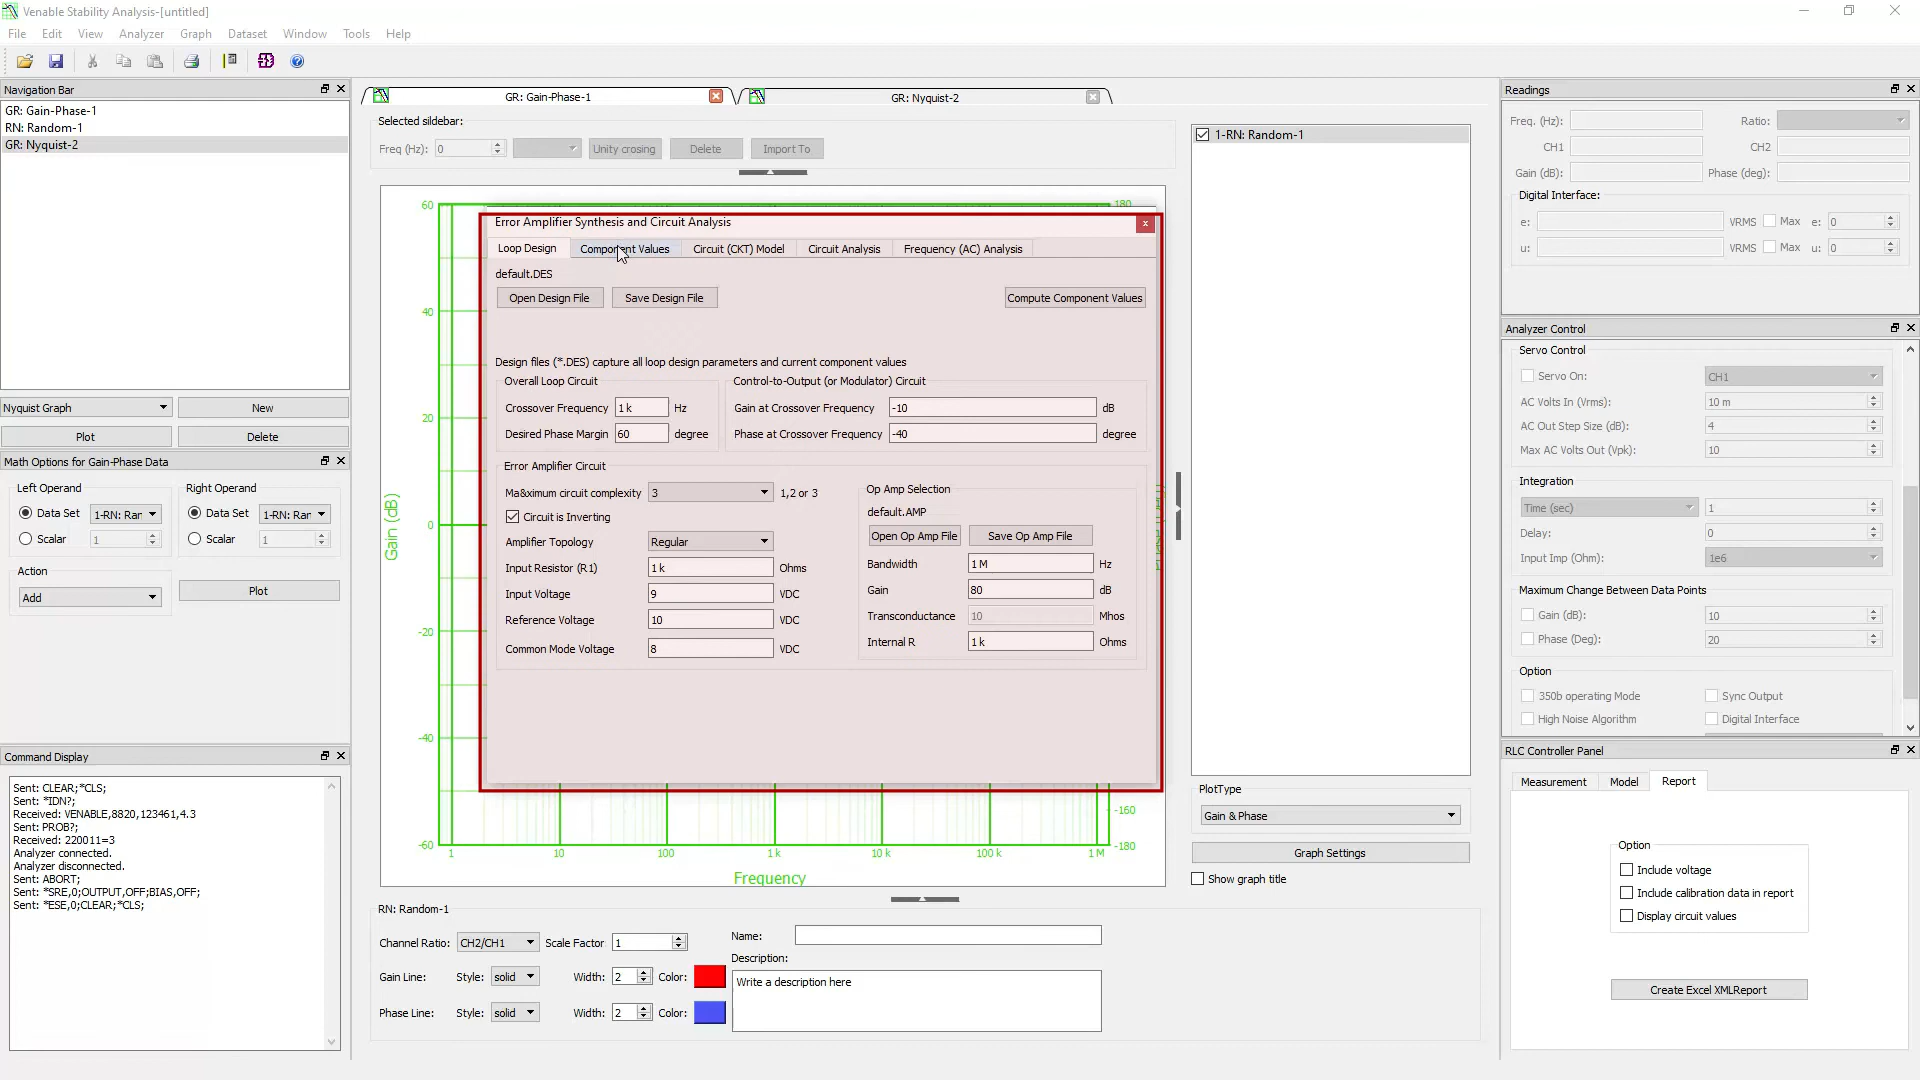 Venable Stability Analysis-[untitled]
File Edit View Analyzer Graph Dataset Window Tools Help
Navigation Bar
GR: Gain-Phase-1
RN: Random-1
GR: Nyquist-2
Nyquist Graph New
Plot Delete
Math Options for Gain-Phase Data
Left Operand Right Operand
Data Set 1-RN: Rar Data Set 1-RN: Rar
Scalar 1 Scalar 1
Action
Add Plot
Command Display
Sent: CLEAR;*CLS;
Sent: *IDN?;
Received: VENABLE,8820,123461,4.3
Sent: PROB?;
Received: 220011=3
Analyzer connected.
Analyzer disconnected.
Sent: ABORT;
Sent: *SRE,0;OUTPUT,OFF;BIAS,OFF;
Sent: *ESE,0;CLEAR;*CLS;
GR: Gain-Phase-1 GR: Nyquist-2
Selected sildebar:
Freq (Hz): 0 Unity crosing Delete Import To
60 180
40
20
0
-20
-40
-60
Gain (dB)
-160
-180
1 10 100 1 k 10 k 100 k 1 M
Frequency
Error Amplifier Synthesis and Circuit Analysis x
Loop Design Component Values Circuit (CKT) Model Circuit Analysis Frequency (AC) Analysis
default.DES
Open Design File Save Design File Compute Component Values
Design files (*.DES) capture all loop design parameters and current component values
Overall Loop Circuit Control-to-Output (or Modulator) Circuit
Crossover Frequency 1 k Hz Gain at Crossover Frequency -10 dB
Desired Phase Margin 60 degree Phase at Crossover Frequency -40 degree
Error Amplifier Circuit
Ma&ximum circuit complexity 3 1,2 or 3
Circuit is Inverting
Amplifier Topology Regular
Input Resistor (R1) 1 k Ohms
Input Voltage 9 VDC
Reference Voltage 10 VDC
Common Mode Voltage 8 VDC
Op Amp Selection
default.AMP
Open Op Amp File Save Op Amp File
Bandwidth 1 M Hz
Gain 80 dB
Transconductance 10 Mhos
Internal R 1 k Ohms
RN: Random-1
Channel Ratio: CH2/CH1 Scale Factor 1
Gain Line: Style: solid Width: 2 Color:
Phase Line: Style: solid Width: 2 Color:
Name:
Description:
Write a description here
1-RN: Random-1
PlotType
Gain & Phase
Graph Settings
Show graph title
Readings
Freq. (Hz): Ratio:
CH1 CH2
Gain (dB): Phase (deg):
Digital Interface:
e: VRMS Max e: 0
u: VRMS Max u: 0
Analyzer Control
Servo Control
Servo On: CH1
AC Volts In (Vrms): 10 m
AC Out Step Size (dB): 4
Max AC Volts Out (Vpk): 10
Integration
Time (sec) 1
Delay: 0
Input Imp (Ohm): 1e6
Maximum Change Between Data Points
Gain (dB): 10
Phase (Deg): 20
Option
350b operating Mode Sync Output
High Noise Algorithm Digital Interface
RLC Controller Panel
Measurement Model Report
Option
Include voltage
Include calibration data in report
Display circuit values
Create Excel XMLReport